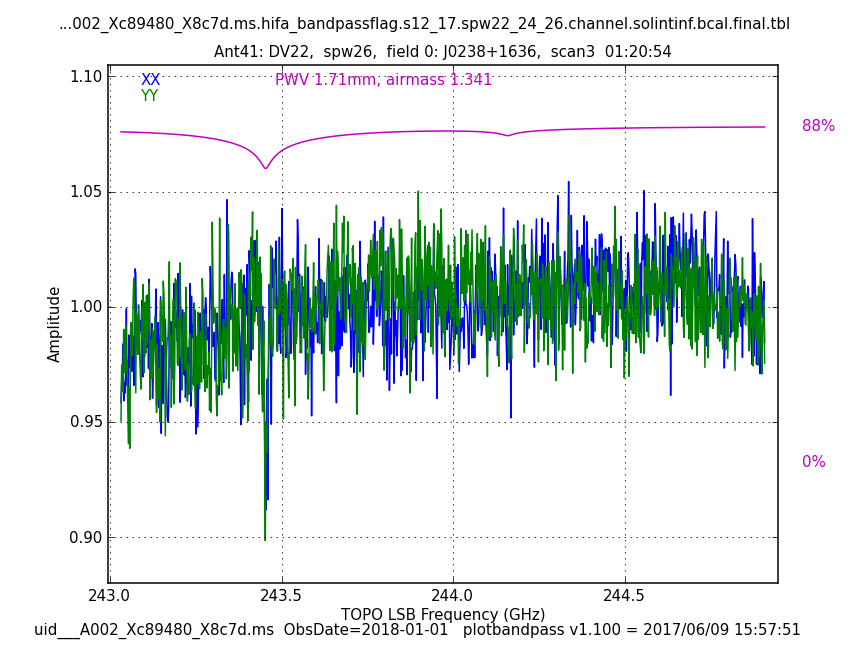 ...002_Xc89480_X8c7d.ms.hifa_bandpassflag.s12_17.spw22_24_26.channel.solintinf.bcal.final.tbl
Ant41: DV22, spw26, field 0: J0238+1636, scan3 01:20:54
XX
YY
PWV 1.71mm, airmass 1.341
88%
0%
1.10
1.05
1.00
0.95
0.90
Amplitude
243.0
243.5
244.0
244.5
TOPO LSB Frequency (GHz)
uid___A002_Xc89480_X8c7d.ms ObsDate=2018-01-01 plotbandpass v1.100 = 2017/06/09 15:57:51